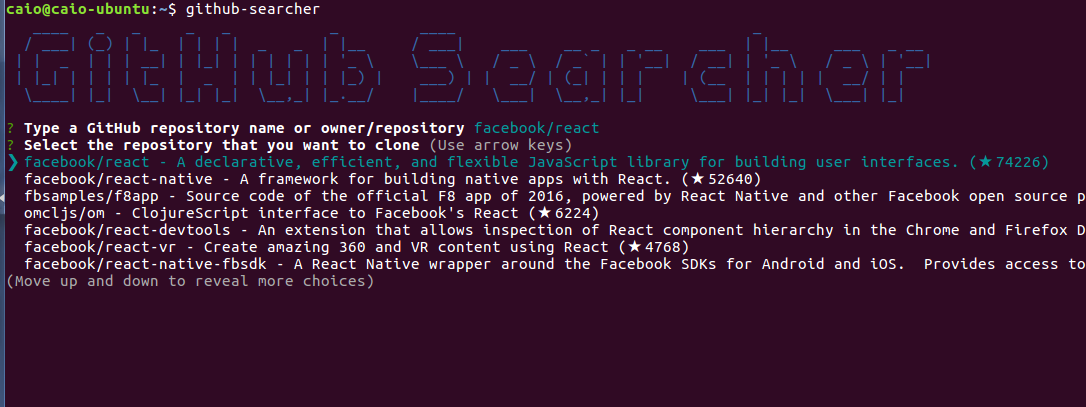 caio@caio-ubuntu:~$ github-searcher
GitHub Searcher
? Type a GitHub repository name or owner/repository facebook/react
? Select the repository that you want to clone (Use arrow keys)
❯ facebook/react - A declarative, efficient, and flexible JavaScript library for building user interfaces. (★74226)
facebook/react-native - A framework for building native apps with React. (★52640)
fbsamples/f8app - Source code of the official F8 app of 2016, powered by React Native and other Facebook open source p
omcljs/om - ClojureScript interface to Facebook's React (★6224)
facebook/react-devtools - An extension that allows inspection of React component hierarchy in the Chrome and Firefox D
facebook/react-vr - Create amazing 360 and VR content using React (★4768)
facebook/react-native-fbsdk - A React Native wrapper around the Facebook SDKs for Android and iOS.  Provides access to
(Move up and down to reveal more choices)